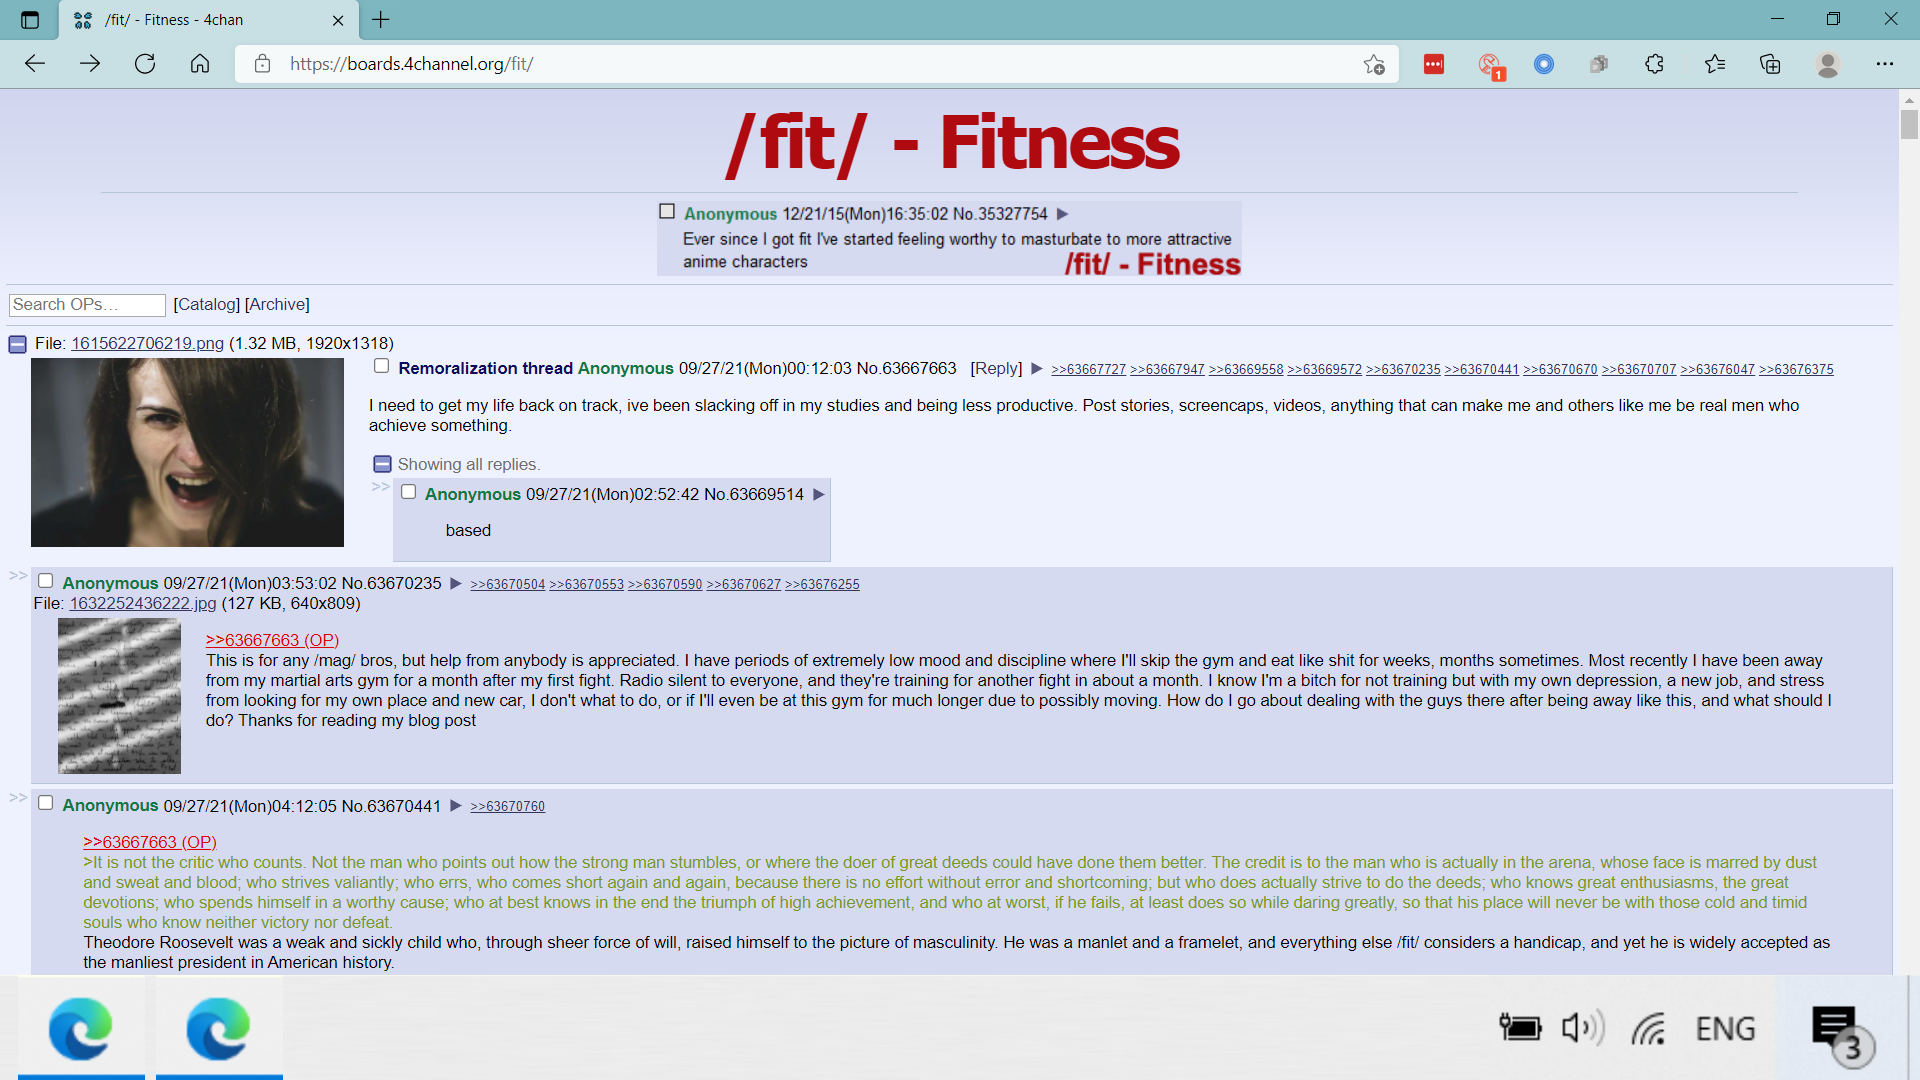 /fit/ - Fitness - 4chan
https://boards.4channel.org/fit/
1
/fit/ - Fitness
Anonymous 12/21/15(Mon)16:35:02 No.35327754 ▶
Ever since I got fit I've started feeling worthy to masturbate to more attractive
anime characters
/fit/ - Fitness
Search OPs…
[Catalog] [Archive]
File: 1615622706219.png (1.32 MB, 1920x1318)
Remoralization thread Anonymous 09/27/21(Mon)00:12:03 No.63667663 [Reply] ▶ >>63667727 >>63667947 >>63669558 >>63669572 >>63670235 >>63670441 >>63670670 >>63670707 >>63676047 >>63676375
I need to get my life back on track, ive been slacking off in my studies and being less productive. Post stories, screencaps, videos, anything that can make me and others like me be real men who
achieve something.
Showing all replies.
>> Anonymous 09/27/21(Mon)02:52:42 No.63669514 ▶
based
>> Anonymous 09/27/21(Mon)03:53:02 No.63670235 ▶ >>63670504 >>63670553 >>63670590 >>63670627 >>63676255
File: 1632252436222.jpg (127 KB, 640x809)
>>63667663 (OP)
This is for any /mag/ bros, but help from anybody is appreciated. I have periods of extremely low mood and discipline where I'll skip the gym and eat like shit for weeks, months sometimes. Most recently I have been away
from my martial arts gym for a month after my first fight. Radio silent to everyone, and they're training for another fight in about a month. I know I'm a bitch for not training but with my own depression, a new job, and stress
from looking for my own place and new car, I don't what to do, or if I'll even be at this gym for much longer due to possibly moving. How do I go about dealing with the guys there after being away like this, and what should I
do? Thanks for reading my blog post
>> Anonymous 09/27/21(Mon)04:12:05 No.63670441 ▶ >>63670760
>>63667663 (OP)
>It is not the critic who counts. Not the man who points out how the strong man stumbles, or where the doer of great deeds could have done them better. The credit is to the man who is actually in the arena, whose face is marred by dust
and sweat and blood; who strives valiantly; who errs, who comes short again and again, because there is no effort without error and shortcoming; but who does actually strive to do the deeds; who knows great enthusiasms, the great
devotions; who spends himself in a worthy cause; who at best knows in the end the triumph of high achievement, and who at worst, if he fails, at least does so while daring greatly, so that his place will never be with those cold and timid
souls who know neither victory nor defeat.
Theodore Roosevelt was a weak and sickly child who, through sheer force of will, raised himself to the picture of masculinity. He was a manlet and a framelet, and everything else /fit/ considers a handicap, and yet he is widely accepted as
the manliest president in American history.
ENG
3